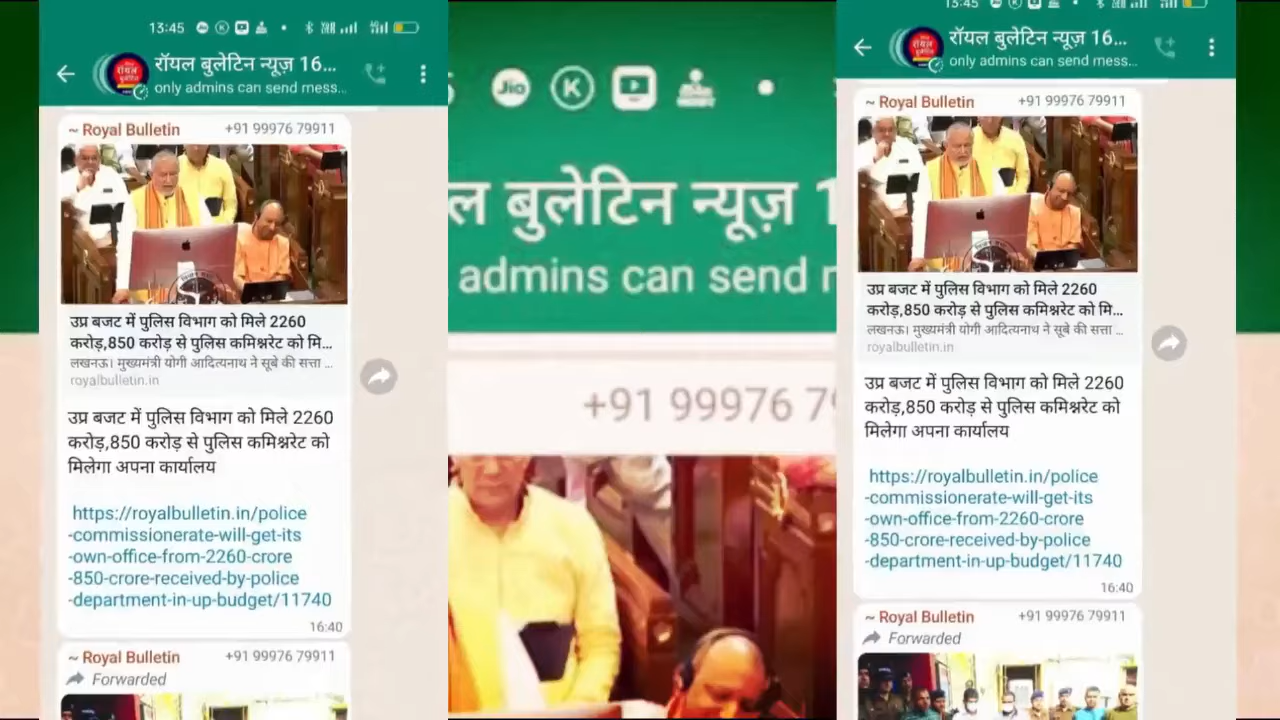 13:45
रॉयल बुलेटिन न्यूज़ 16...
only admins can send mess...
~ Royal Bulletin +91 99976 79911
उप्र बजट में पुलिस विभाग को मिले 2260
करोड़,850 करोड़ से पुलिस कमिश्नरेट को मि...
लखनऊ। मुख्यमंत्री योगी आदित्यनाथ ने सूबे की सत्ता ...
royalbulletin.in
उप्र बजट में पुलिस विभाग को मिले 2260
करोड़,850 करोड़ से पुलिस कमिश्नरेट को
मिलेगा अपना कार्यालय
https://royalbulletin.in/police
-commissionerate-will-get-its
-own-office-from-2260-crore
-850-crore-received-by-police
-department-in-up-budget/11740
16:40
~ Royal Bulletin +91 99976 79911
Forwarded
Jio K
ल बुलेटिन न्यूज़ 1
admins can send
+91 99976 7
13:45
रॉयल बुलेटिन न्यूज़ 16...
only admins can send mess...
~ Royal Bulletin +91 99976 79911
उप्र बजट में पुलिस विभाग को मिले 2260
करोड़,850 करोड़ से पुलिस कमिश्नरेट को मि...
लखनऊ। मुख्यमंत्री योगी आदित्यनाथ ने सूबे की सत्ता ...
royalbulletin.in
उप्र बजट में पुलिस विभाग को मिले 2260
करोड़,850 करोड़ से पुलिस कमिश्नरेट को
मिलेगा अपना कार्यालय
https://royalbulletin.in/police
-commissionerate-will-get-its
-own-office-from-2260-crore
-850-crore-received-by-police
-department-in-up-budget/11740
16:40
~ Royal Bulletin +91 99976 79911
Forwarded